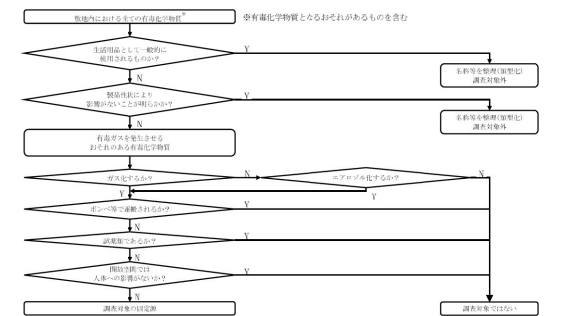 敷地内における全ての有毒化学物質※
※有毒化学物質となるおそれがあるものを含む
生活用品として一般的に
使用されるものか?
Y
名称等を整理(類型化)
調査対象外
N
製品性状により
影響がないことが明らかか?
Y
名称等を整理(類型化)
調査対象外
N
有毒ガスを発生させる
おそれのある有毒化学物質
ガス化するか?
N
エアロゾル化するか?
N
Y
Y
ボンベ等で運搬されるか?
Y
N
試薬類であるか?
Y
N
開放空間では
人体への影響がないか?
Y
N
調査対象の固定源
調査対象ではない